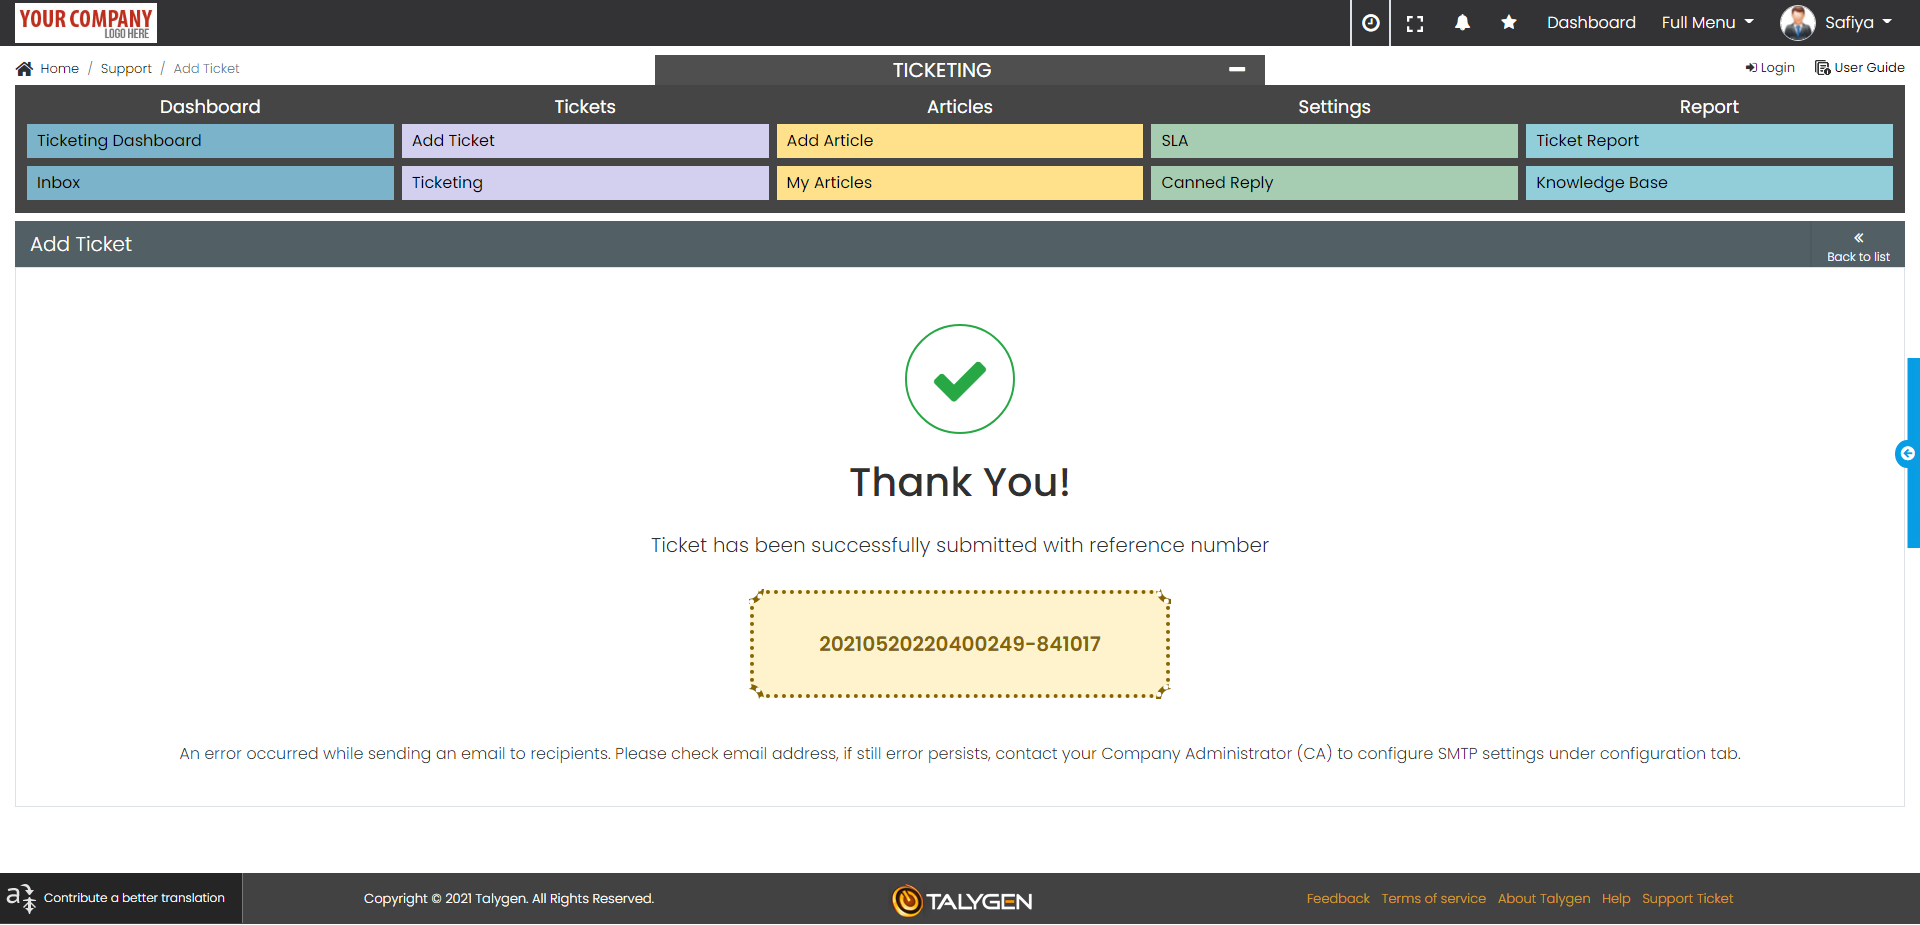 YOUR COMPANY
LOGO HERE
Dashboard Full Menu Safiya
Home / Support / Add Ticket
TICKETING
Login User Guide
Dashboard Tickets Articles Settings Report
Ticketing Dashboard Add Ticket Add Article SLA Ticket Report
Inbox Ticketing My Articles Canned Reply Knowledge Base
Add Ticket
Back to list
Thank You!
Ticket has been successfully submitted with reference number
20210520220400249-841017
An error occurred while sending an email to recipients. Please check email address, if still error persists, contact your Company Administrator (CA) to configure SMTP settings under configuration tab.
Contribute a better translation
Copyright © 2021 Talygen. All Rights Reserved.
TALYGEN
Feedback Terms of service About Talygen Help Support Ticket